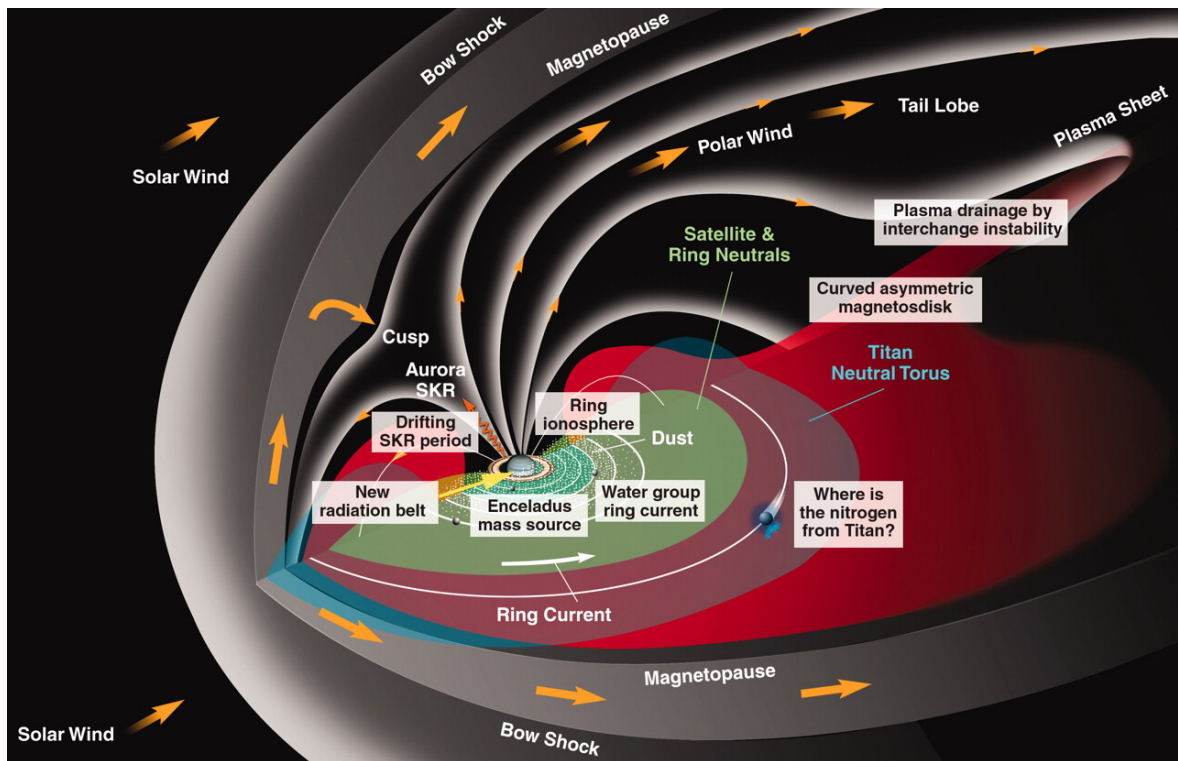 Bow Shock
Magnetopause
Solar Wind
Tail Lobe
Polar Wind
Plasma Sheet
Plasma drainage by
interchange instability
Satellite &
Ring Neutrals
Curved asymmetric
magnetosdisk
Cusp
Titan
Neutral Torus
Aurora
SKR
Ring
ionosphere
Drifting
SKR period
Dust
New
radiation belt
Enceladus
mass source
Water group
ring current
Where is
the nitrogen
from Titan?
Ring Current
Magnetopause
Solar Wind
Bow Shock